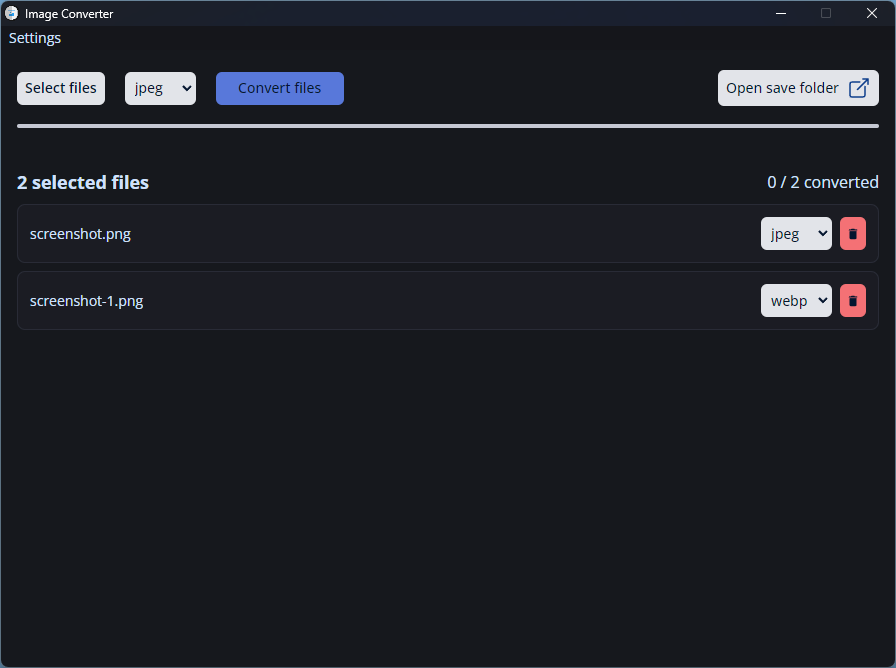 Image Converter
Settings
Select files jpeg Convert files Open save folder
2 selected files 0 / 2 converted
screenshot.png jpeg
screenshot-1.png webp